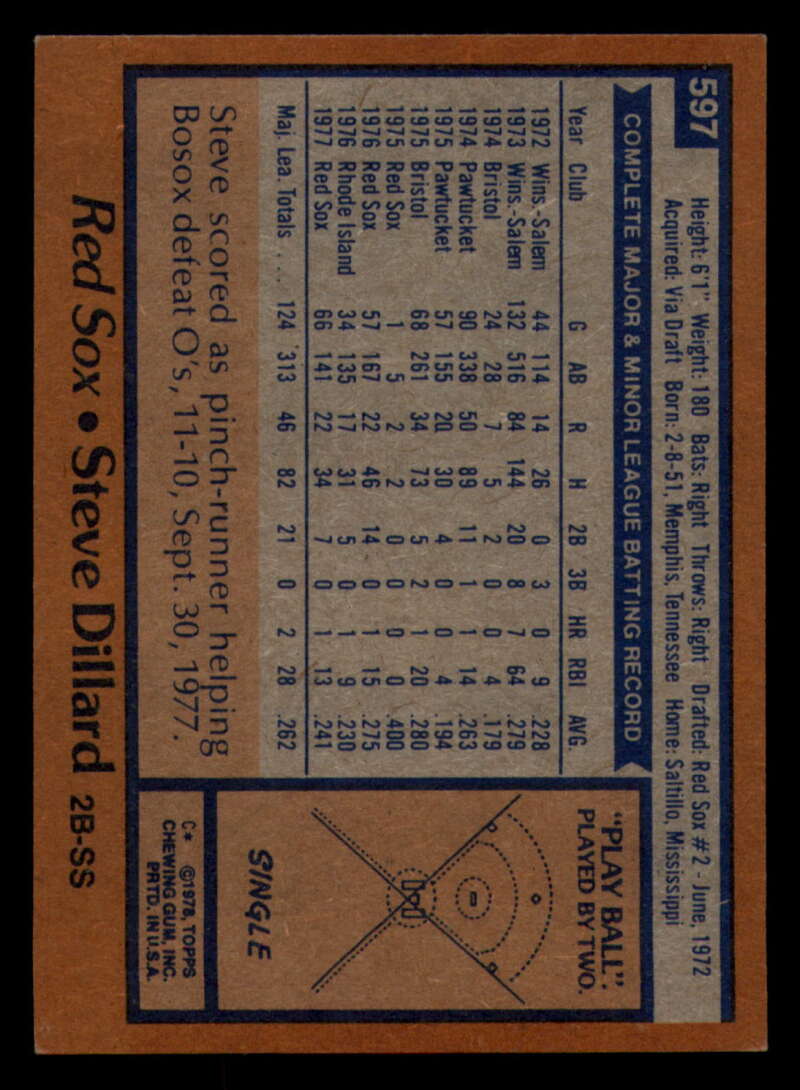 597
Height: 6'1" Weight: 180 Bats: Right Throws: Right Drafted: Red Sox #2 - June, 1972
Acquired: Via Draft Born: 2-8-51, Memphis, Tennessee Home: Saltillo, Mississippi
COMPLETE MAJOR & MINOR LEAGUE BATTING RECORD
Year Club G AB R H 2B 3B HR RBI AVG.
1972 Wins.-Salem 44 114 14 26 0 3 0 9 .228
1973 Wins.-Salem 132 516 84 144 20 8 7 64 .279
1974 Bristol 24 28 7 5 2 0 0 4 .179
1974 Pawtucket 90 338 50 89 11 1 1 14 .263
1975 Pawtucket 57 155 20 30 4 0 0 4 .194
1975 Bristol 68 261 34 73 5 2 1 20 .280
1975 Red Sox 1 5 2 2 0 0 0 0 .400
1976 Red Sox 57 167 22 46 14 0 1 15 .275
1976 Rhode Island 34 135 17 31 5 0 1 9 .230
1977 Red Sox 66 141 22 34 7 0 1 13 .241
Maj. Lea. Totals . . . 124 313 46 82 21 0 2 28 .262
Steve scored as pinch-runner helping
Bosox defeat O's, 11-10, Sept. 30, 1977.
"PLAY BALL".
PLAYED BY TWO.
SINGLE
C* ©1978, TOPPS
CHEWING GUM, INC.
PRTD. IN U.S.A.
Red Sox • Steve Dillard 2B-SS